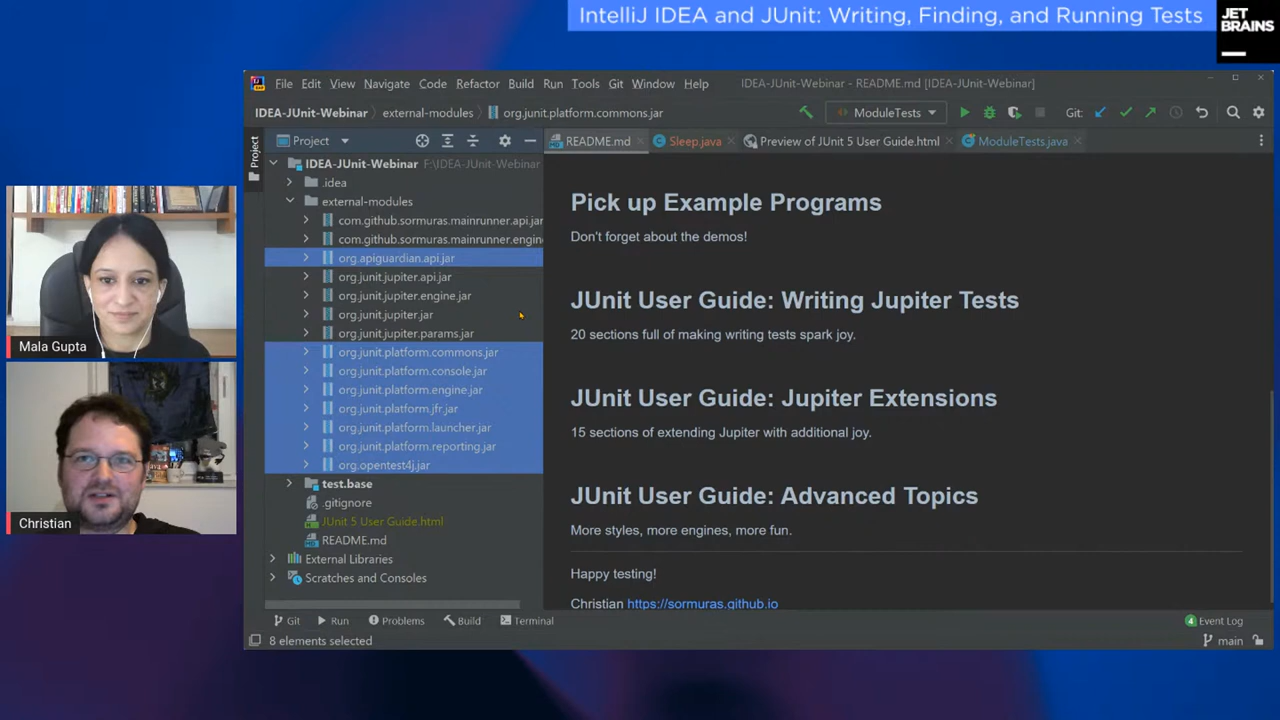 IntelliJ IDEA and JUnit: Writing, Finding, and Running Tests
JET
BRAINS
File Edit View Navigate Code Refactor Build Run Tools Git Window Help IDEA-JUnit-Webinar - README.md [IDEA-JUnit-Webinar]
IDEA-JUnit-Webinar external-modules org.junit.platform.commons.jar ModuleTests Git:
Project
Project README.md Sleep.java Preview of JUnit 5 User Guide.html ModuleTests.java
IDEA-JUnit-Webinar F:\IDEA-JUnit-Webinar
.idea
external-modules
com.github.sormuras.mainrunner.api.jar
com.github.sormuras.mainrunner.engin
org.apiguardian.api.jar
org.junit.jupiter.api.jar
org.junit.jupiter.engine.jar
org.junit.jupiter.jar
org.junit.jupiter.params.jar
org.junit.platform.commons.jar
org.junit.platform.console.jar
org.junit.platform.engine.jar
org.junit.platform.jfr.jar
org.junit.platform.launcher.jar
org.junit.platform.reporting.jar
org.opentest4j.jar
test.base
.gitignore
JUnit 5 User Guide.html
README.md
External Libraries
Scratches and Consoles
Pick up Example Programs
Don't forget about the demos!
JUnit User Guide: Writing Jupiter Tests
20 sections full of making writing tests spark joy.
JUnit User Guide: Jupiter Extensions
15 sections of extending Jupiter with additional joy.
JUnit User Guide: Advanced Topics
More styles, more engines, more fun.
Happy testing!
Christian https://sormuras.github.io
Mala Gupta
Christian
Git Run Problems Build Terminal 4 Event Log
8 elements selected main